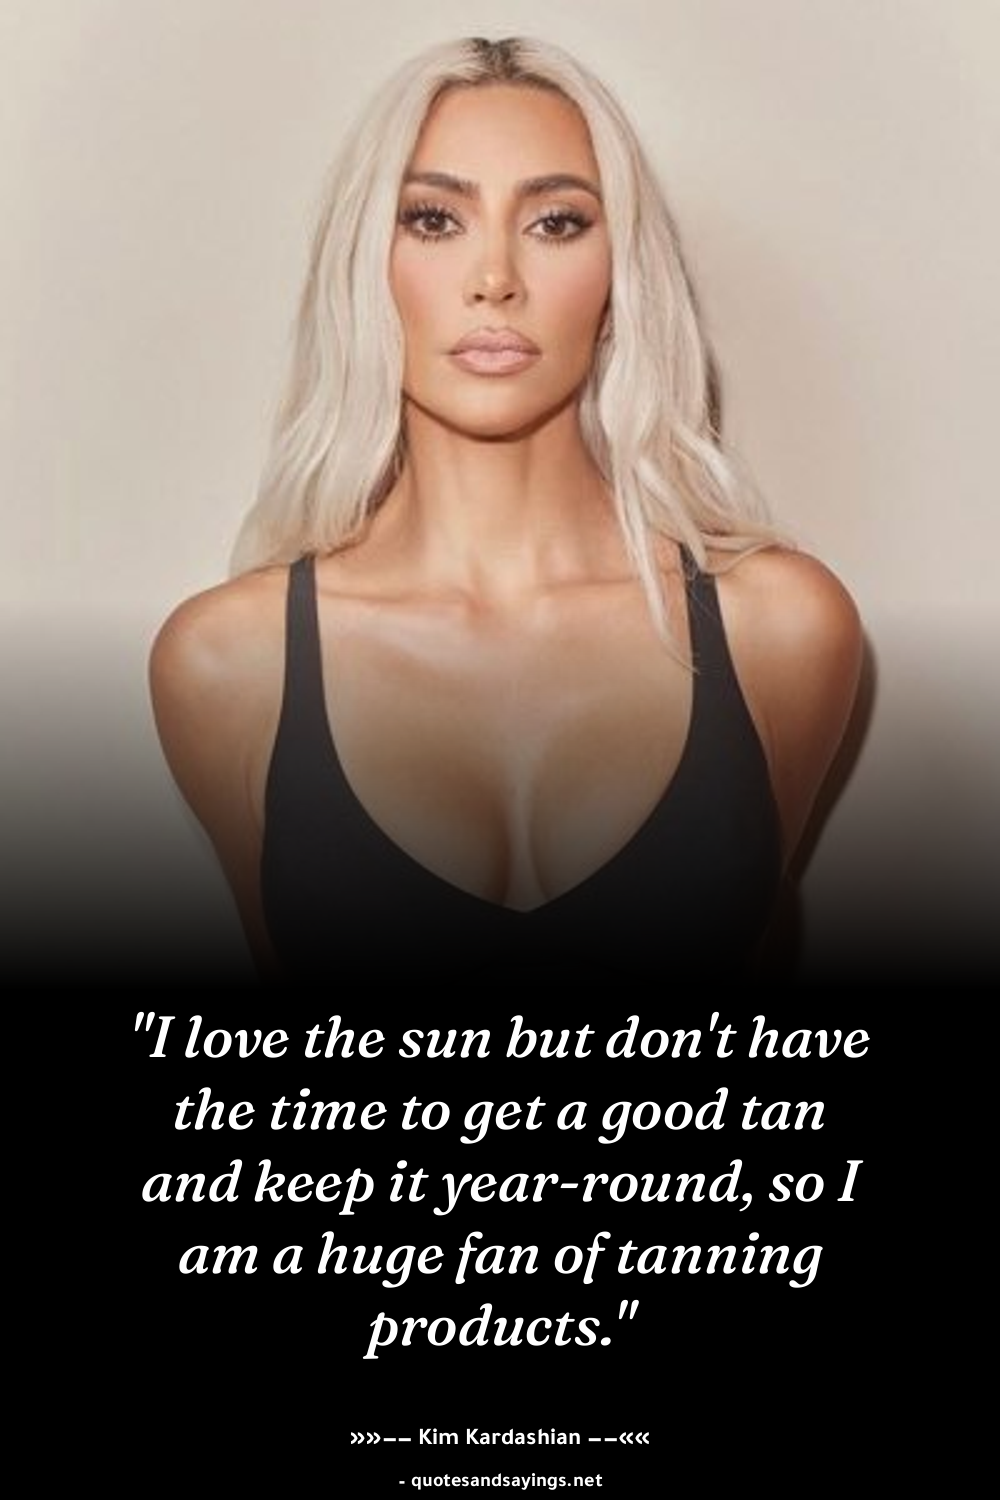 "I love the sun but don't have
the time to get a good tan
and keep it year-round, so I
am a huge fan of tanning
products."
»»−− Kim Kardashian −−««
- quotesandsayings.net